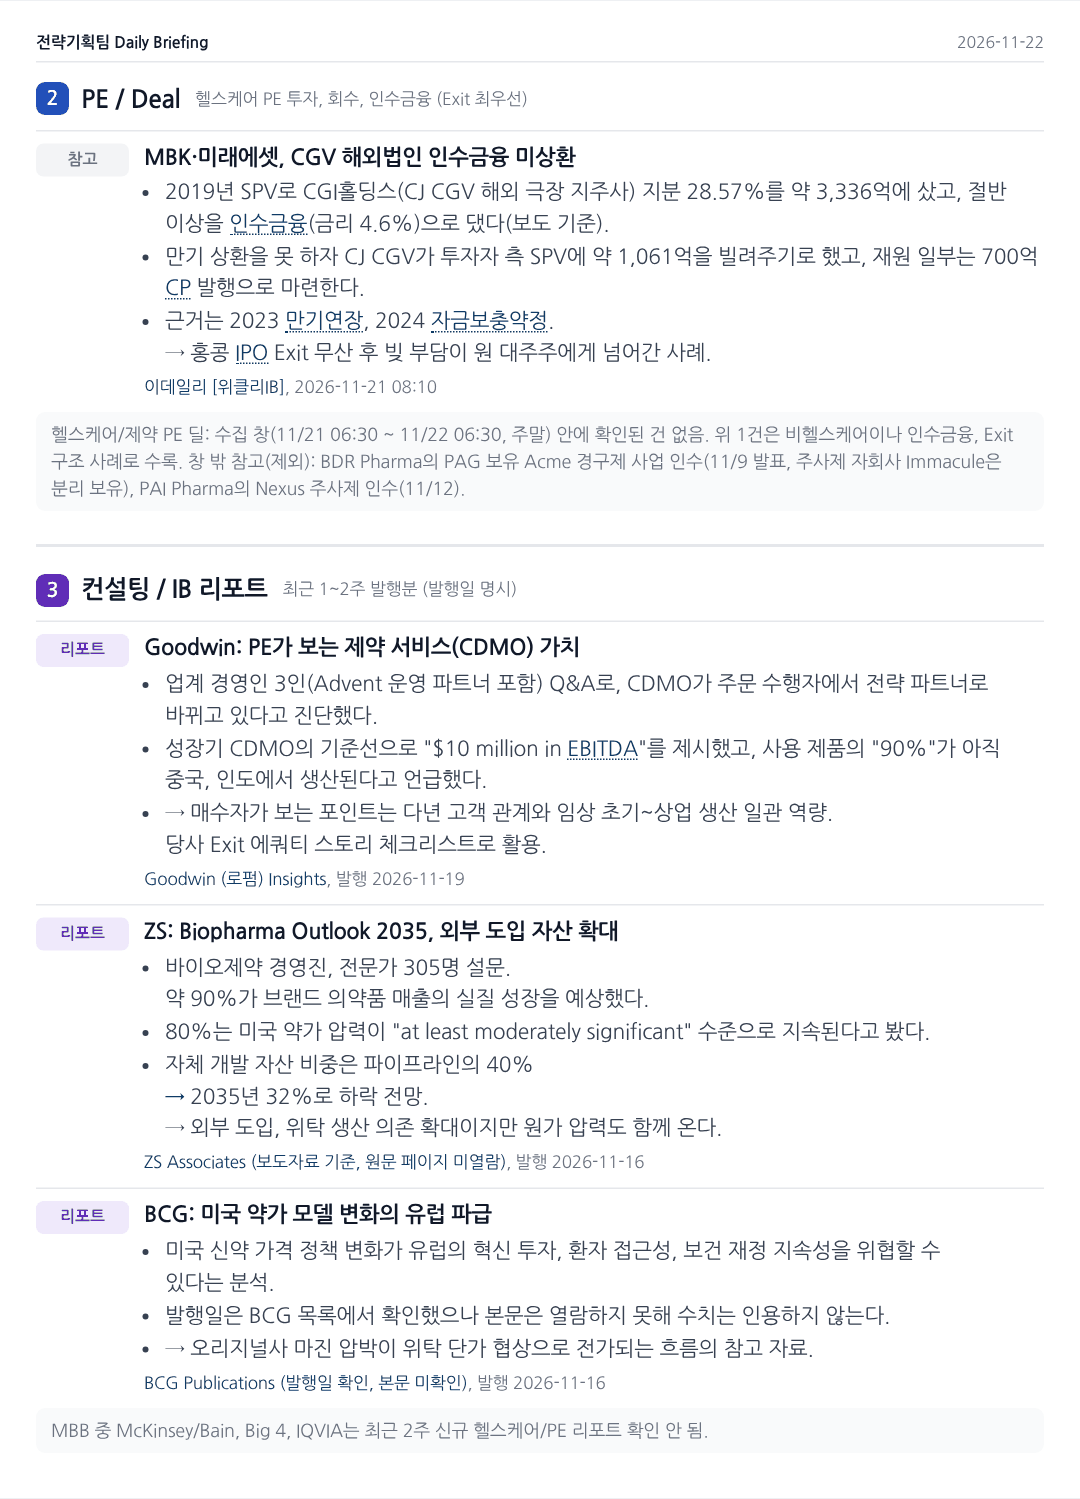 전략기획팀 Daily Briefing 2026-11-22
2 PE / Deal 헬스케어 PE 투자, 회수, 인수금융 (Exit 최우선)
참고 MBK·미래에셋, CGV 해외법인 인수금융 미상환
• 2019년 SPV로 CGI홀딩스(CJ CGV 해외 극장 지주사) 지분 28.57%를 약 3,336억에 샀고, 절반
이상을 인수금융(금리 4.6%)으로 댔다(보도 기준).
• 만기 상환을 못 하자 CJ CGV가 투자자 측 SPV에 약 1,061억을 빌려주기로 했고, 재원 일부는 700억
CP 발행으로 마련한다.
• 근거는 2023 만기연장, 2024 자금보충약정.
→ 홍콩 IPO Exit 무산 후 빚 부담이 원 대주주에게 넘어간 사례.
이데일리 [위클리IB], 2026-11-21 08:10
헬스케어/제약 PE 딜: 수집 창(11/21 06:30 ~ 11/22 06:30, 주말) 안에 확인된 건 없음. 위 1건은 비헬스케어이나 인수금융, Exit
구조 사례로 수록. 창 밖 참고(제외): BDR Pharma의 PAG 보유 Acme 경구제 사업 인수(11/9 발표, 주사제 자회사 Immacule은
분리 보유), PAI Pharma의 Nexus 주사제 인수(11/12).
3 컨설팅 / IB 리포트 최근 1~2주 발행분 (발행일 명시)
리포트 Goodwin: PE가 보는 제약 서비스(CDMO) 가치
• 업계 경영인 3인(Advent 운영 파트너 포함) Q&A로, CDMO가 주문 수행자에서 전략 파트너로
바뀌고 있다고 진단했다.
• 성장기 CDMO의 기준선으로 "$10 million in EBITDA"를 제시했고, 사용 제품의 "90%"가 아직
중국, 인도에서 생산된다고 언급했다.
• → 매수자가 보는 포인트는 다년 고객 관계와 임상 초기~상업 생산 일관 역량.
당사 Exit 에쿼티 스토리 체크리스트로 활용.
Goodwin (로펌) Insights, 발행 2026-11-19
리포트 ZS: Biopharma Outlook 2035, 외부 도입 자산 확대
• 바이오제약 경영진, 전문가 305명 설문.
약 90%가 브랜드 의약품 매출의 실질 성장을 예상했다.
• 80%는 미국 약가 압력이 "at least moderately significant" 수준으로 지속된다고 봤다.
• 자체 개발 자산 비중은 파이프라인의 40%
→ 2035년 32%로 하락 전망.
→ 외부 도입, 위탁 생산 의존 확대이지만 원가 압력도 함께 온다.
ZS Associates (보도자료 기준, 원문 페이지 미열람), 발행 2026-11-16
리포트 BCG: 미국 약가 모델 변화의 유럽 파급
• 미국 신약 가격 정책 변화가 유럽의 혁신 투자, 환자 접근성, 보건 재정 지속성을 위협할 수
있다는 분석.
• 발행일은 BCG 목록에서 확인했으나 본문은 열람하지 못해 수치는 인용하지 않는다.
• → 오리지널사 마진 압박이 위탁 단가 협상으로 전가되는 흐름의 참고 자료.
BCG Publications (발행일 확인, 본문 미확인), 발행 2026-11-16
MBB 중 McKinsey/Bain, Big 4, IQVIA는 최근 2주 신규 헬스케어/PE 리포트 확인 안 됨.